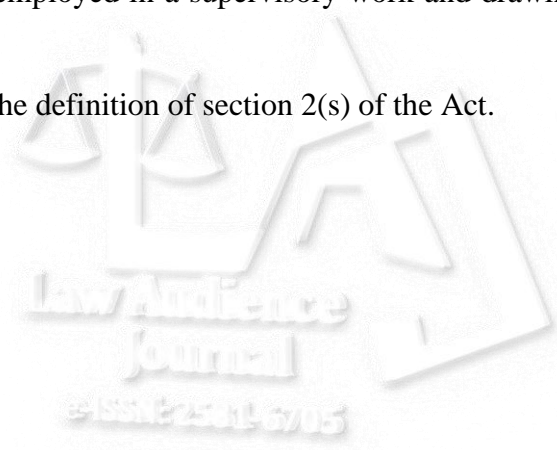 employed in a supervisory work and drawn
he definition of section 2(s) of the Act.
Law Audience
Journal
e-ISSN: 2581-6705